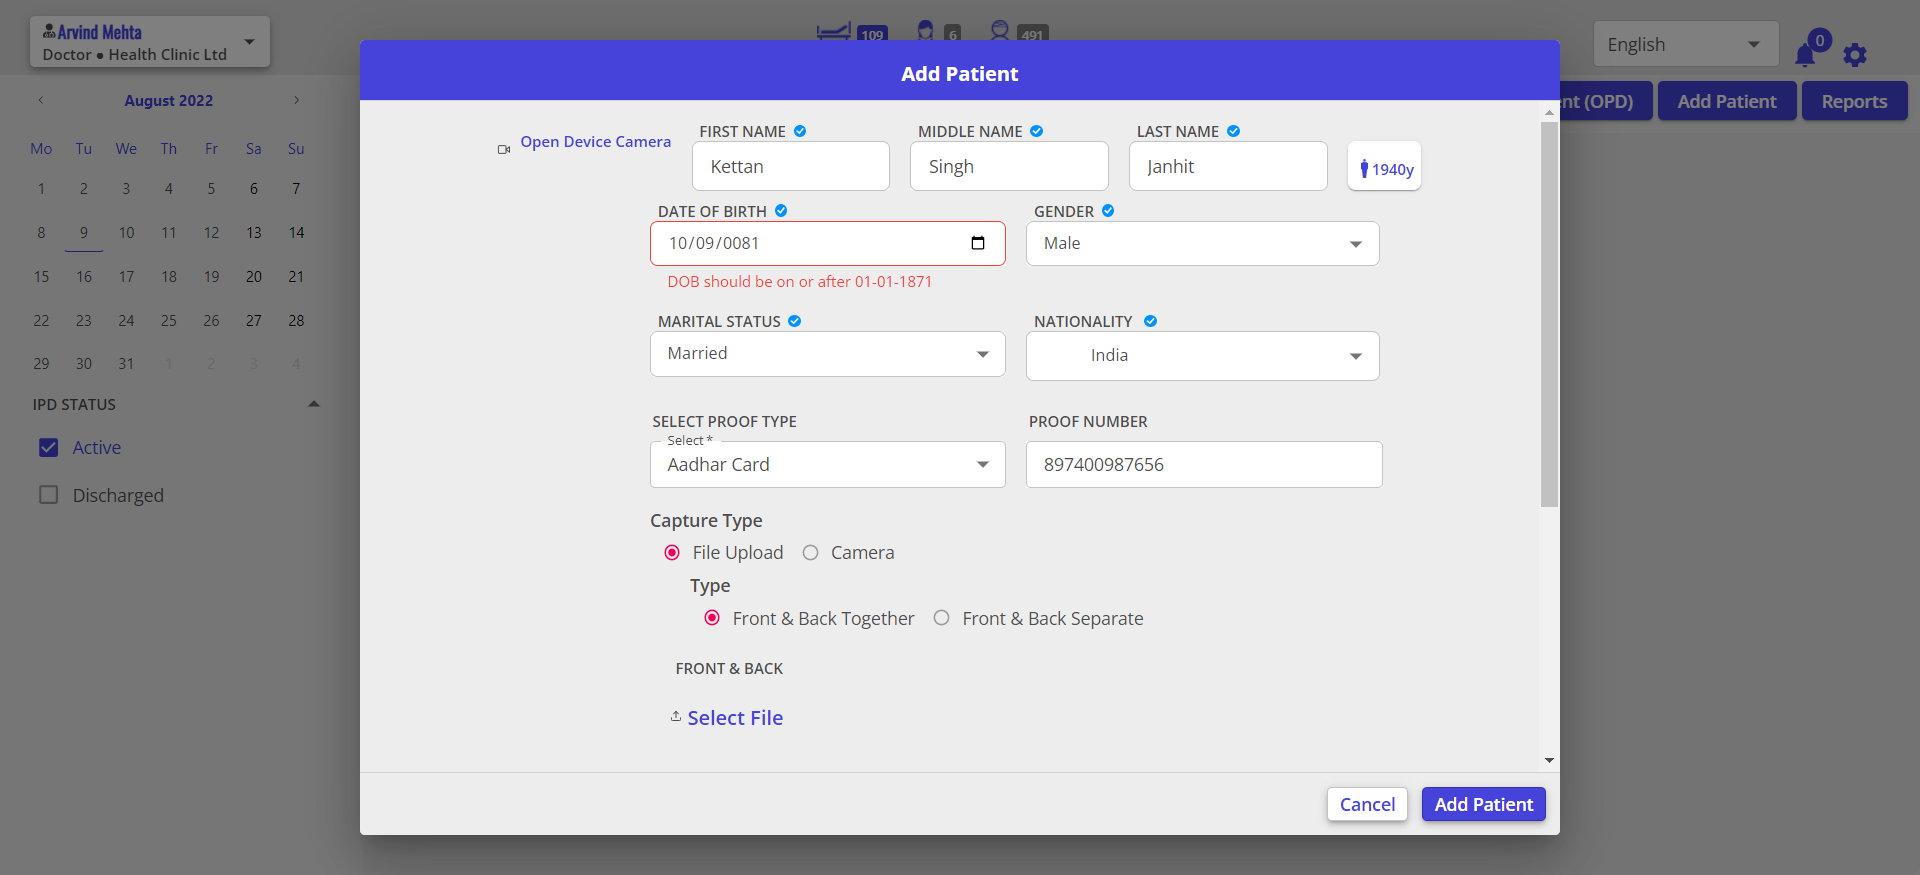 Arvind Mehta
Doctor ● Health Clinic Ltd
109
6
491
English
0
nt (OPD)
Add Patient
Reports
‹ August 2022 ›
Mo Tu We Th Fr Sa Su
1 2 3 4 5 6 7
8 9 10 11 12 13 14
15 16 17 18 19 20 21
22 23 24 25 26 27 28
29 30 31 1 2 3 4
IPD STATUS
Active
Discharged
Add Patient
Open Device Camera
FIRST NAME
Kettan
MIDDLE NAME
Singh
LAST NAME
Janhit
1940y
DATE OF BIRTH
10/09/0081
DOB should be on or after 01-01-1871
GENDER
Male
MARITAL STATUS
Married
NATIONALITY
India
SELECT PROOF TYPE
Select *
Aadhar Card
PROOF NUMBER
897400987656
Capture Type
File Upload
Camera
Type
Front & Back Together
Front & Back Separate
FRONT & BACK
Select File
Cancel
Add Patient